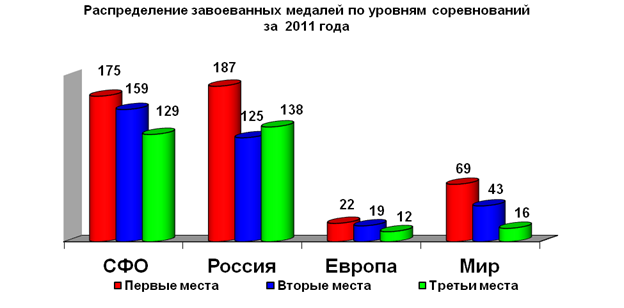 Распределение завоеванных медалей по уровням соревнований
за 2011 года
175 159 129 187 125 138 22 19 12 69 43 16
СФО Россия Европа Мир
Первые места Вторые места Третьи места